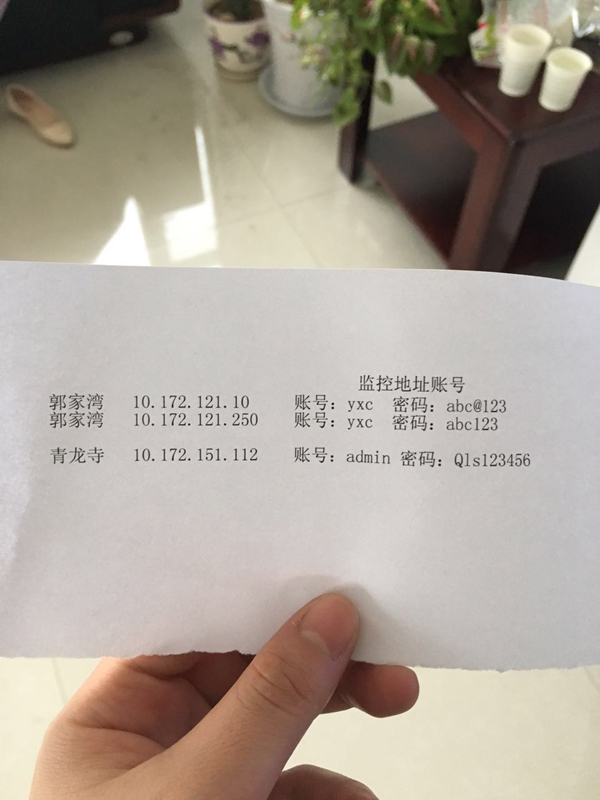 监控地址账号
郭家湾 10.172.121.10 账号：yxc 密码：abc@123
郭家湾 10.172.121.250 账号：yxc 密码：abc123
青龙寺 10.172.151.112 账号：admin 密码：Qls123456